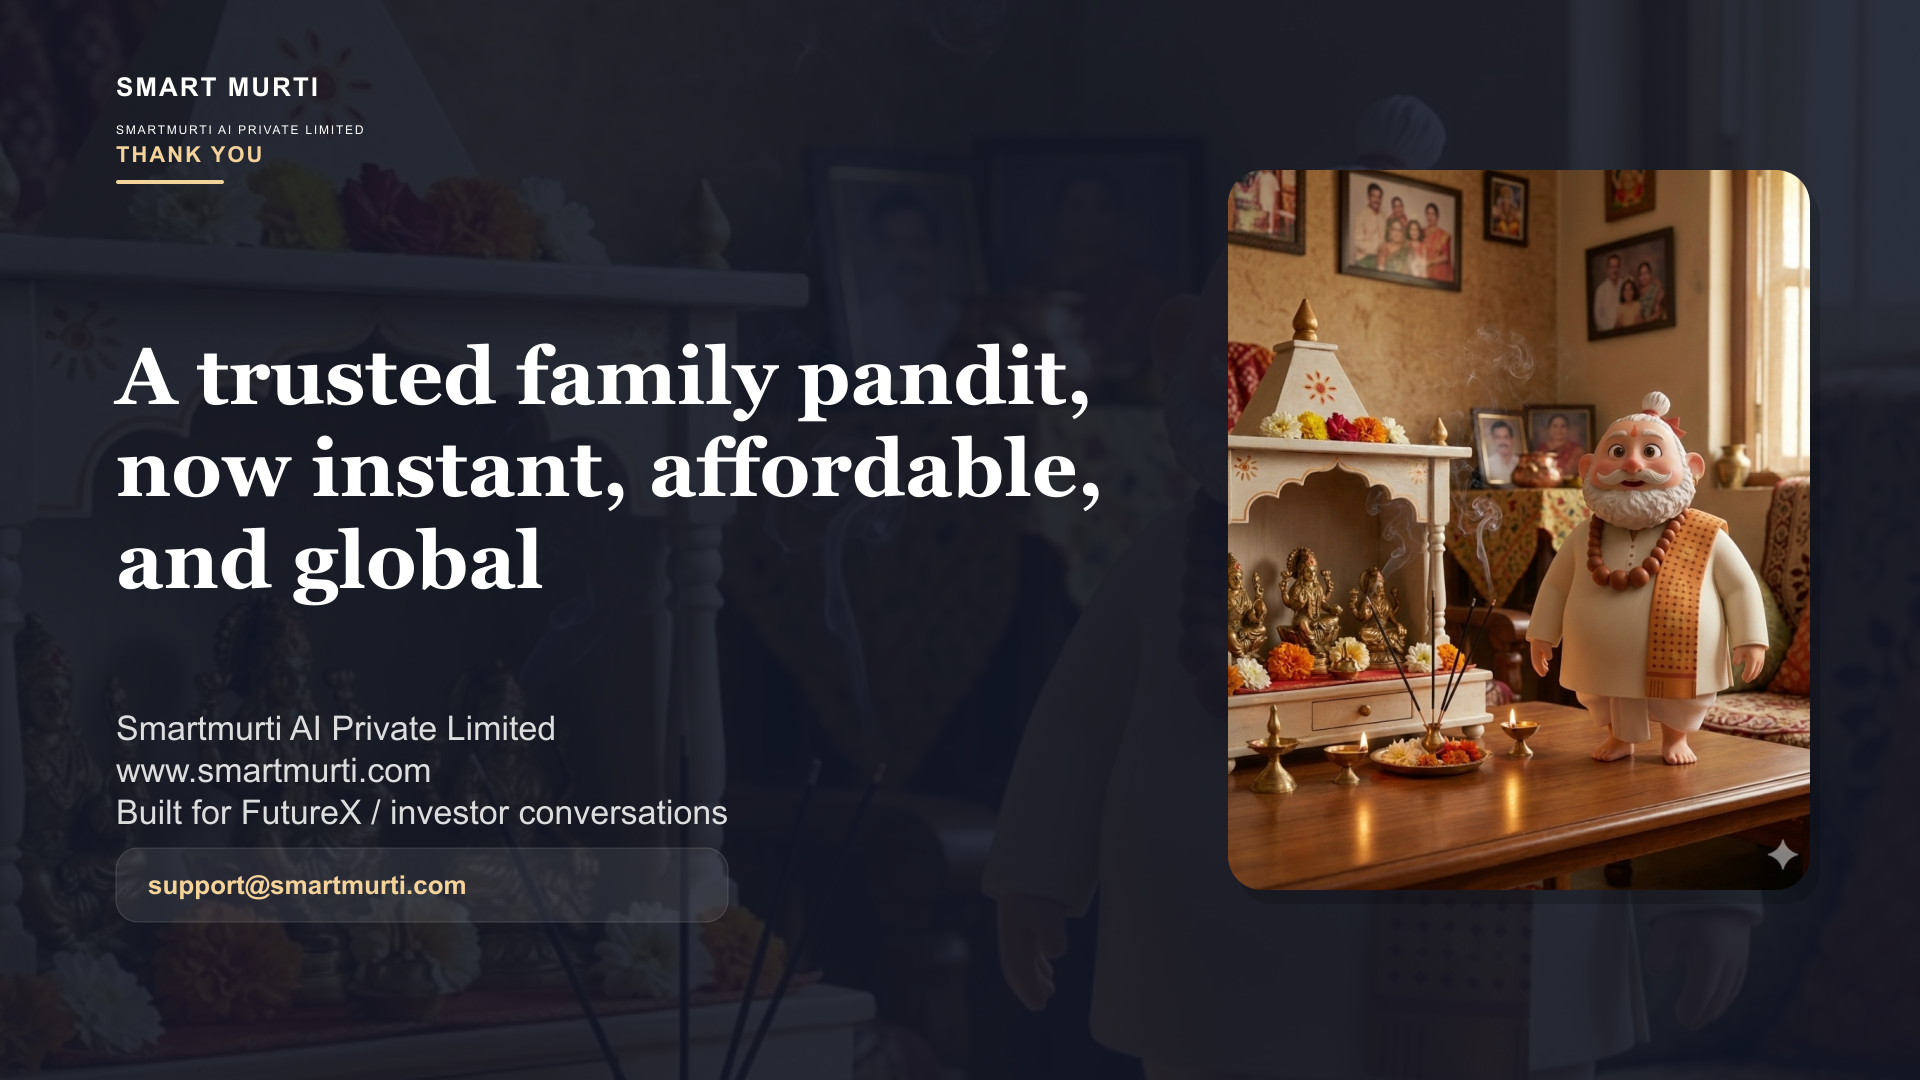 SMART MURTI
SMARTMURTI AI PRIVATE LIMITED
THANK YOU
A trusted family pandit,
now instant, affordable,
and global
Smartmurti AI Private Limited
www.smartmurti.com
Built for FutureX / investor conversations
support@smartmurti.com